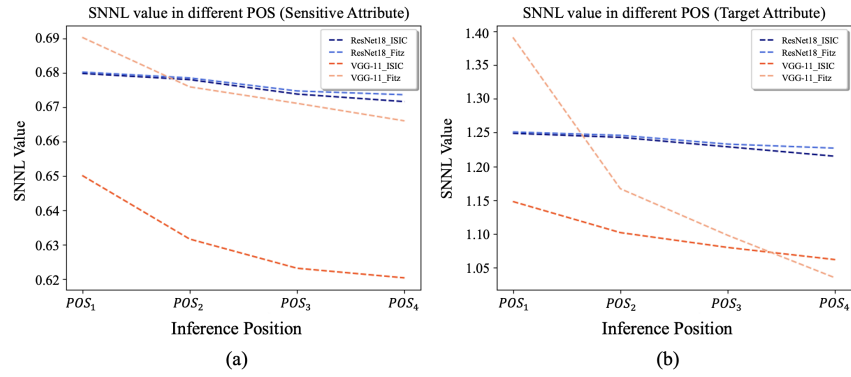 SNNL value in different POS (Sensitive Attribute)
0.69
0.68
0.67
0.66
0.65
0.63
0.62
SNNL Value
ResNet18_ISIC
ResNet18_Fitz
VGG-11_ISIC
VGG-11_Fitz
POS₁
POS₂
POS₃
POS₄
Inference Position
(a)
SNNL value in different POS (Target Attribute)
1.40
1.30
1.30
1.25
1.20
1.15
1.10
1.05
SNNL Value
ResNet18_ISIC
ResNet18_Fitz
VGG-11_ISIC
VGG-11_Fitz
POS₁
POS₂
POS₃
POS₄
Inference Position
(b)